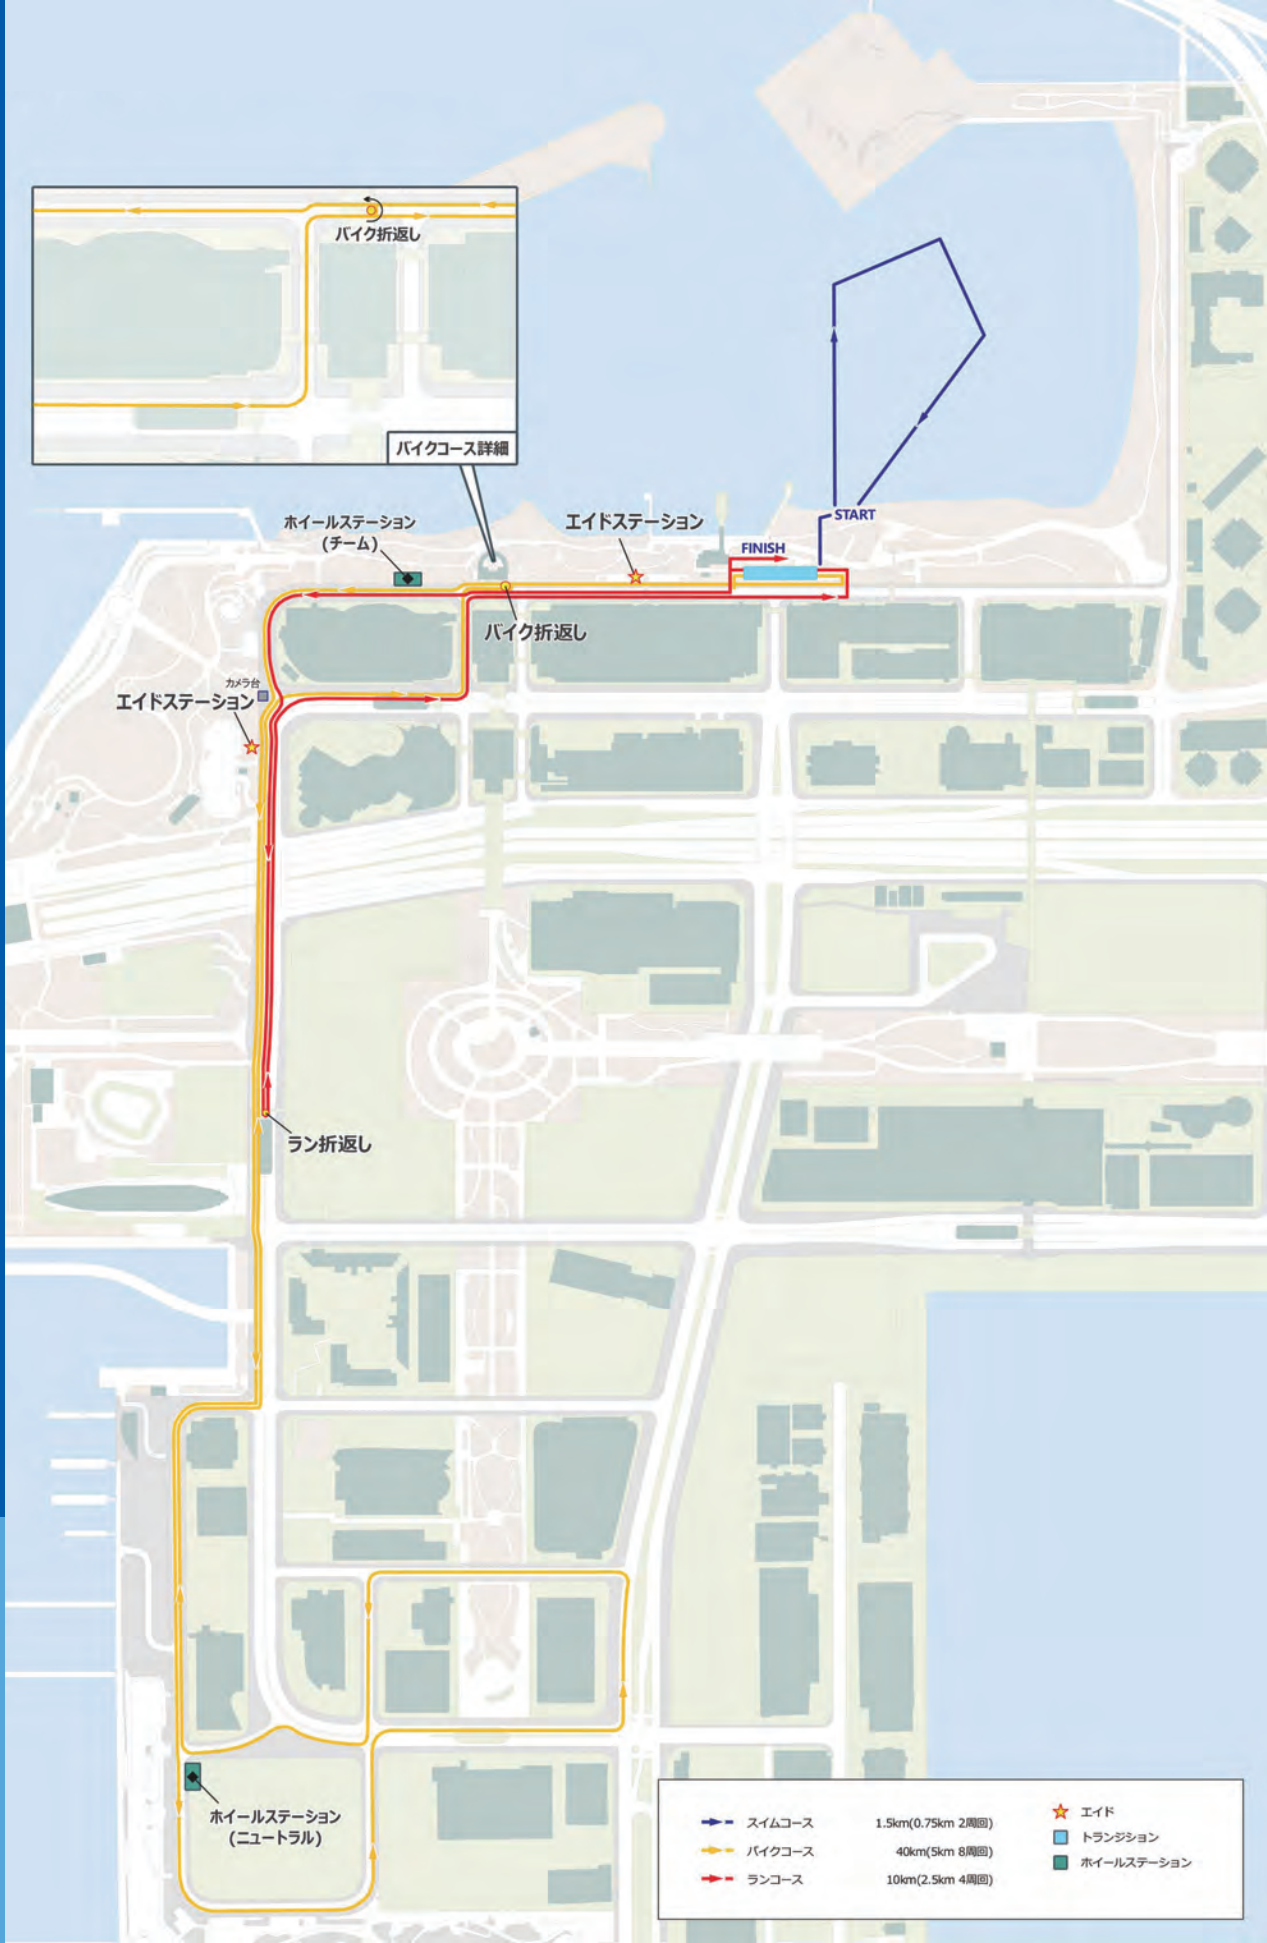 バイク折返し
バイクコース詳細
START
ホイールステーション
(チーム)
エイドステーション
FINISH
バイク折返し
カメラ台
エイドステーション
ラン折返し
ホイールステーション
(ニュートラル)
スイムコース 1.5km(0.75km 2周回)
バイクコース 40km(5km 8周回)
ランコース 10km(2.5km 4周回)
エイド
トランジション
ホイールステーション